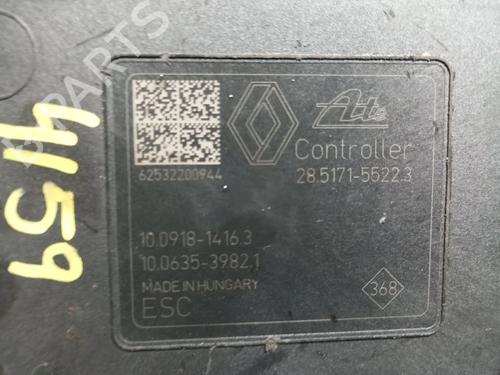 Ate
Controller
62532200944
28.5171-5522.3
10.0918-1416.3
10.0635-3982.1
MADE IN HUNGARY
ESC
368
4159
B-PARTS